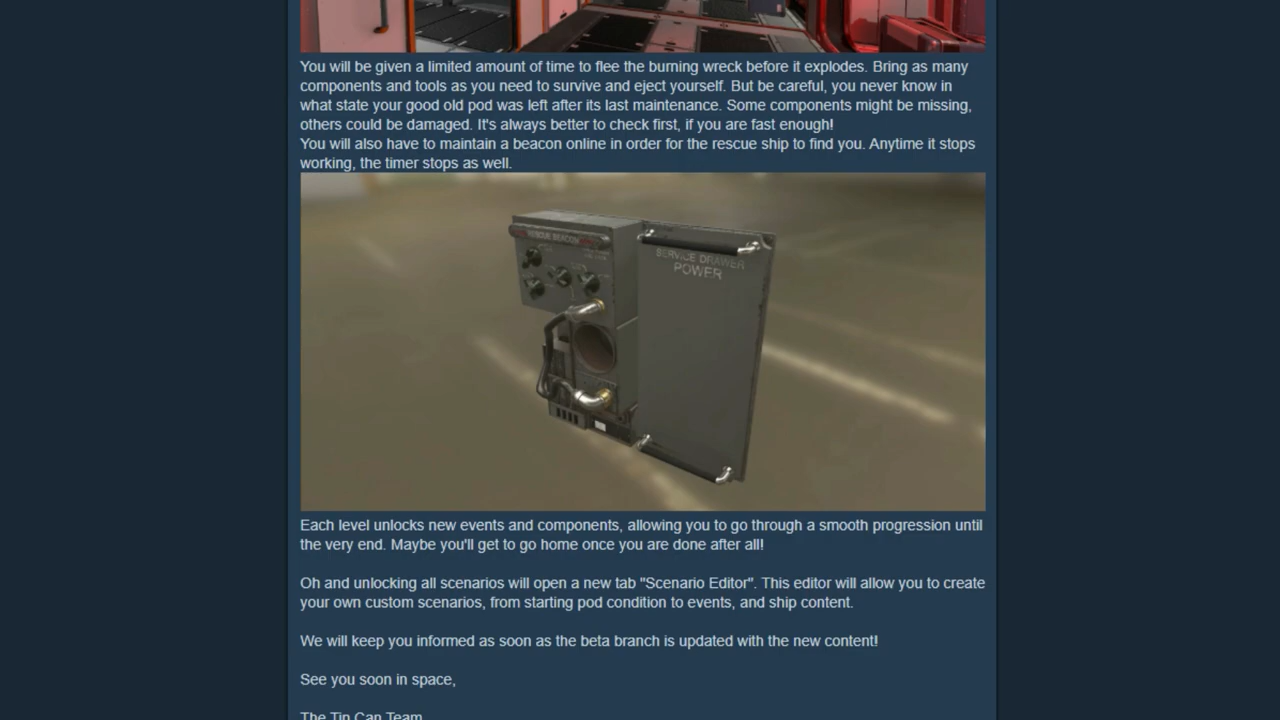 You will be given a limited amount of time to flee the burning wreck before it explodes. Bring as many
components and tools as you need to survive and eject yourself. But be careful, you never know in
what state your good old pod was left after its last maintenance. Some components might be missing,
others could be damaged. It's always better to check first, if you are fast enough!
You will also have to maintain a beacon online in order for the rescue ship to find you. Anytime it stops
working, the timer stops as well.
RESCUE BEACON
SERVICE DRAWER
POWER
Each level unlocks new events and components, allowing you to go through a smooth progression until
the very end. Maybe you'll get to go home once you are done after all!
Oh and unlocking all scenarios will open a new tab "Scenario Editor". This editor will allow you to create
your own custom scenarios, from starting pod condition to events, and ship content.
We will keep you informed as soon as the beta branch is updated with the new content!
See you soon in space,
The Tin Can Team